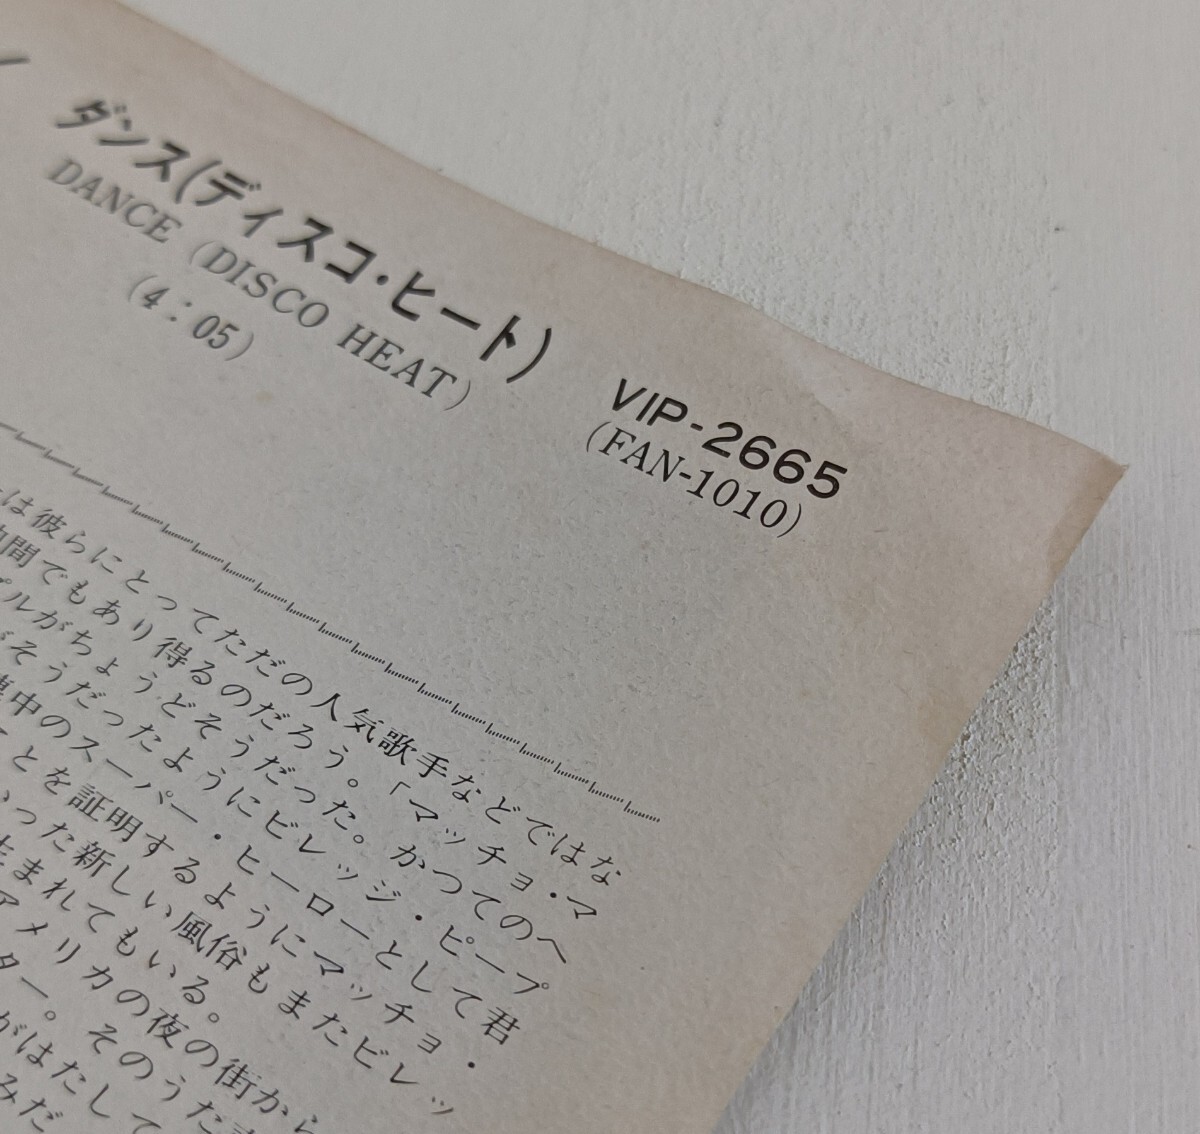 ダンス(ディスコ・ヒート)
DANCE (DISCO HEAT)
(4:05)
VIP-2665
(FAN-1010)
は彼らにとってただの人気歌手などではな
間でもあり得るのだろう。「マッチョ・マ
プルがちょうどそうだった。かつてのヘ
がそうだったようにビレッジ・ピープ
中のスーパー・ヒーローとして君
ことを証明するようにマッチョ・
いった新しい風俗もまたビレッ
生まれてもいる。
アメリカの夜の街から
ター。そのうた
がはたして
みだ